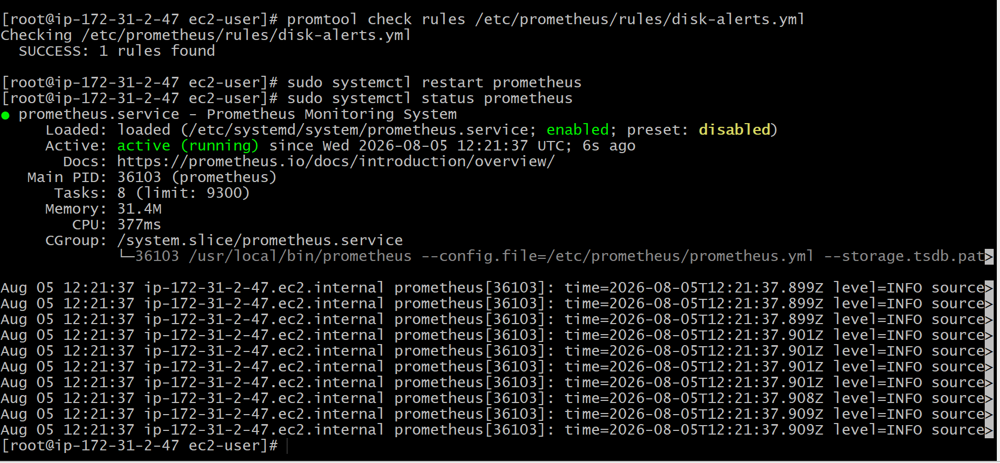 [root@ip-172-31-2-47 ec2-user]# promtool check rules /etc/prometheus/rules/disk-alerts.yml
Checking /etc/prometheus/rules/disk-alerts.yml
  SUCCESS: 1 rules found

[root@ip-172-31-2-47 ec2-user]# sudo systemctl restart prometheus
[root@ip-172-31-2-47 ec2-user]# sudo systemctl status prometheus
● prometheus.service - Prometheus Monitoring System
     Loaded: loaded (/etc/systemd/system/prometheus.service; enabled; preset: disabled)
     Active: active (running) since Wed 2026-08-05 12:21:37 UTC; 6s ago
       Docs: https://prometheus.io/docs/introduction/overview/
   Main PID: 36103 (prometheus)
      Tasks: 8 (limit: 9300)
     Memory: 31.4M
        CPU: 377ms
     CGroup: /system.slice/prometheus.service
             └─36103 /usr/local/bin/prometheus --config.file=/etc/prometheus/prometheus.yml --storage.tsdb.pat>

Aug 05 12:21:37 ip-172-31-2-47.ec2.internal prometheus[36103]: time=2026-08-05T12:21:37.899Z level=INFO source>
Aug 05 12:21:37 ip-172-31-2-47.ec2.internal prometheus[36103]: time=2026-08-05T12:21:37.899Z level=INFO source>
Aug 05 12:21:37 ip-172-31-2-47.ec2.internal prometheus[36103]: time=2026-08-05T12:21:37.899Z level=INFO source>
Aug 05 12:21:37 ip-172-31-2-47.ec2.internal prometheus[36103]: time=2026-08-05T12:21:37.901Z level=INFO source>
Aug 05 12:21:37 ip-172-31-2-47.ec2.internal prometheus[36103]: time=2026-08-05T12:21:37.901Z level=INFO source>
Aug 05 12:21:37 ip-172-31-2-47.ec2.internal prometheus[36103]: time=2026-08-05T12:21:37.901Z level=INFO source>
Aug 05 12:21:37 ip-172-31-2-47.ec2.internal prometheus[36103]: time=2026-08-05T12:21:37.901Z level=INFO source>
Aug 05 12:21:37 ip-172-31-2-47.ec2.internal prometheus[36103]: time=2026-08-05T12:21:37.908Z level=INFO source>
Aug 05 12:21:37 ip-172-31-2-47.ec2.internal prometheus[36103]: time=2026-08-05T12:21:37.909Z level=INFO source>
Aug 05 12:21:37 ip-172-31-2-47.ec2.internal prometheus[36103]: time=2026-08-05T12:21:37.909Z level=INFO source>
[root@ip-172-31-2-47 ec2-user]#